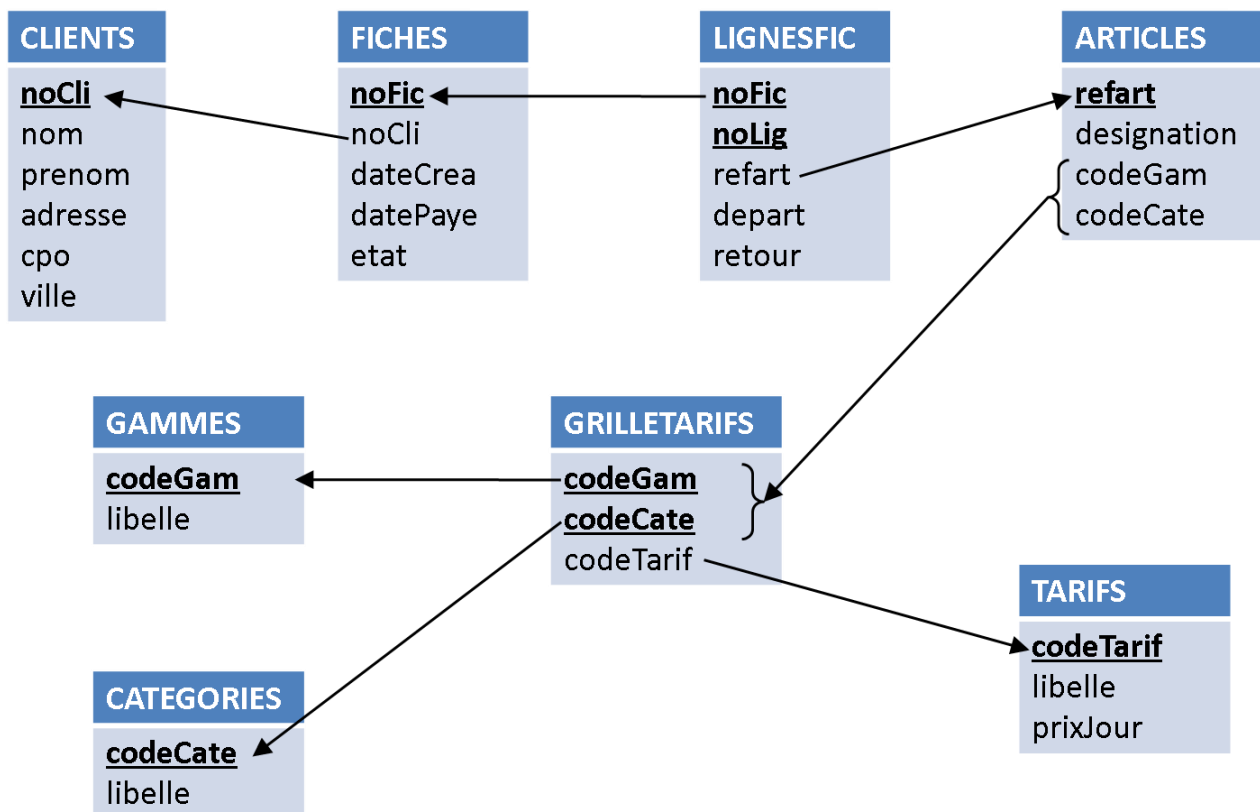 CLIENTS
noCli
nom
prenom
adresse
cpo
ville
FICHES
noFic
noCli
dateCrea
datePaye
etat
LIGNESFIC
noFic
noLig
refart
depart
retour
ARTICLES
refart
designation
codeGam
codeCate
GAMMES
codeGam
libelle
GRILLETARIFS
codeGam
codeCate
codeTarif
TARIFS
codeTarif
libelle
prixJour
CATEGORIES
codeCate
libelle